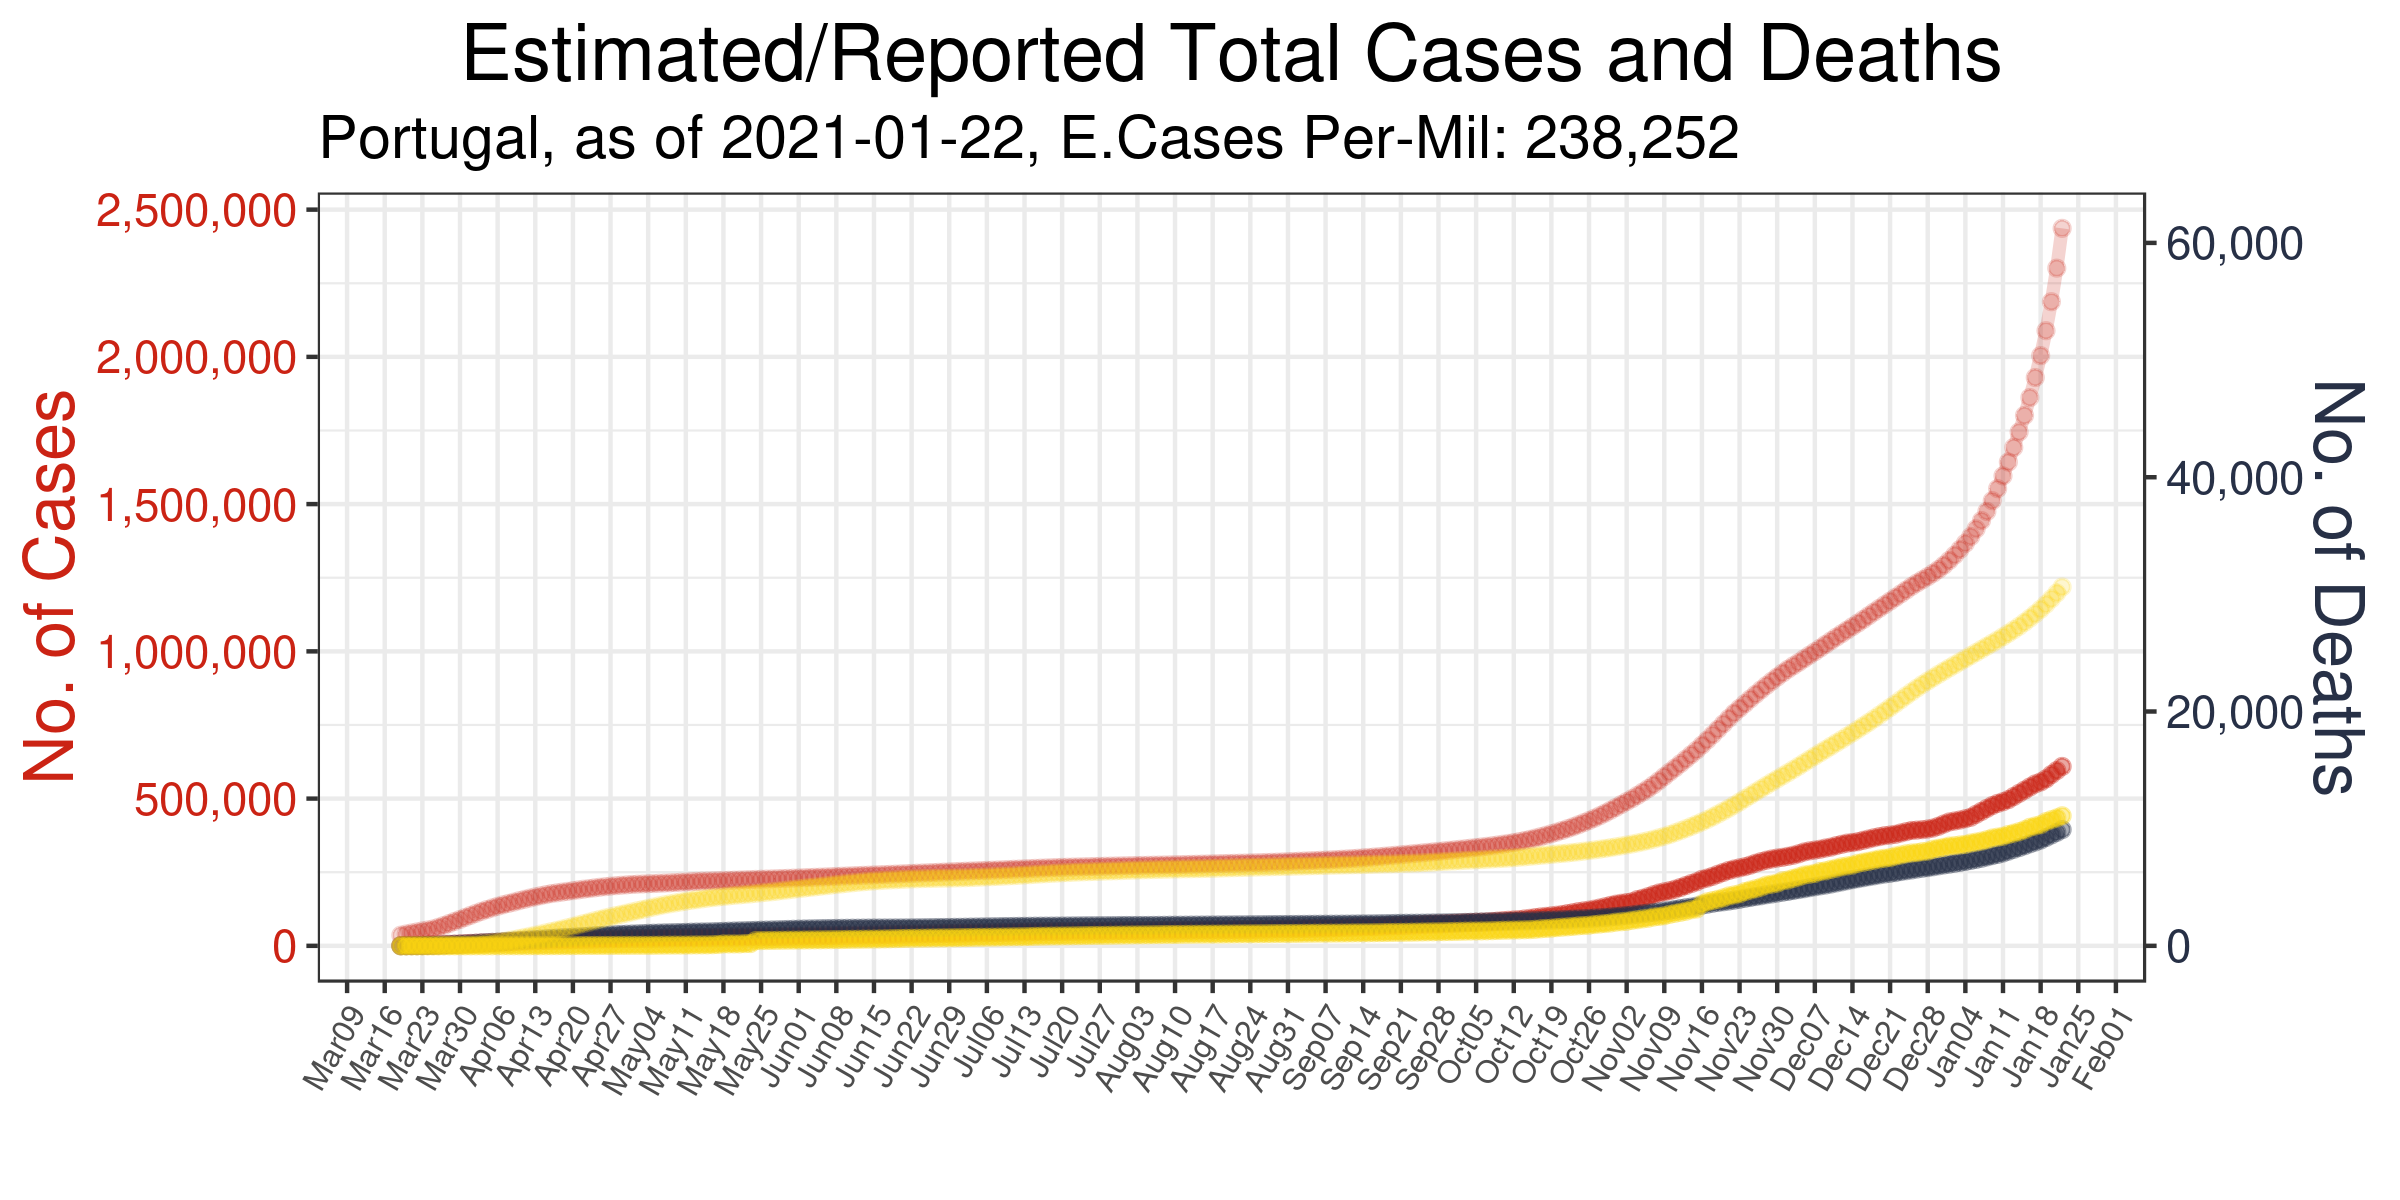 Estimated/Reported Total Cases and Deaths
Portugal, as of 2021-01-22, E.Cases Per-Mil: 238,252
No. of Cases
2,500,000
2,000,000
1,500,000
1,000,000
500,000
0
60,000
40,000
20,000
0
No. of Deaths
Mar09
Mar16
Mar23
Mar30
Apr06
Apr13
Apr20
Apr27
May04
May11
May18
May25
Jun01
Jun08
Jun15
Jun22
Jun29
Jul06
Jul13
Jul20
Jul27
Aug03
Aug10
Aug17
Aug24
Aug31
Sep07
Sep14
Sep21
Sep28
Oct05
Oct12
Oct19
Oct26
Nov02
Nov09
Nov16
Nov23
Nov30
Dec07
Dec14
Dec21
Dec28
Jan04
Jan11
Jan18
Jan25
Feb01